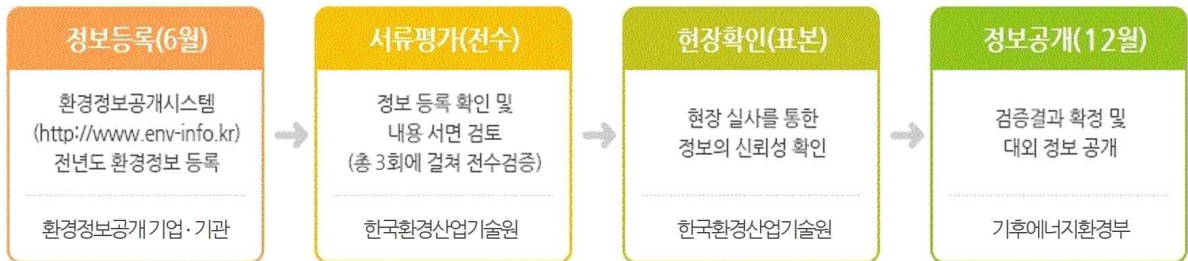 정보등록(6월)
환경정보공개시스템
(http://www.env-info.kr)
전년도 환경정보 등록
환경정보공개 기업·기관
서류평가(전수)
정보 등록 확인 및
내용 서면 검토
(총 3회에 걸쳐 전수검증)
한국환경산업기술원
현장확인(표본)
현장 실사를 통한
정보의 신뢰성 확인
한국환경산업기술원
정보공개(12월)
검증결과 확정 및
대외 정보 공개
기후에너지환경부